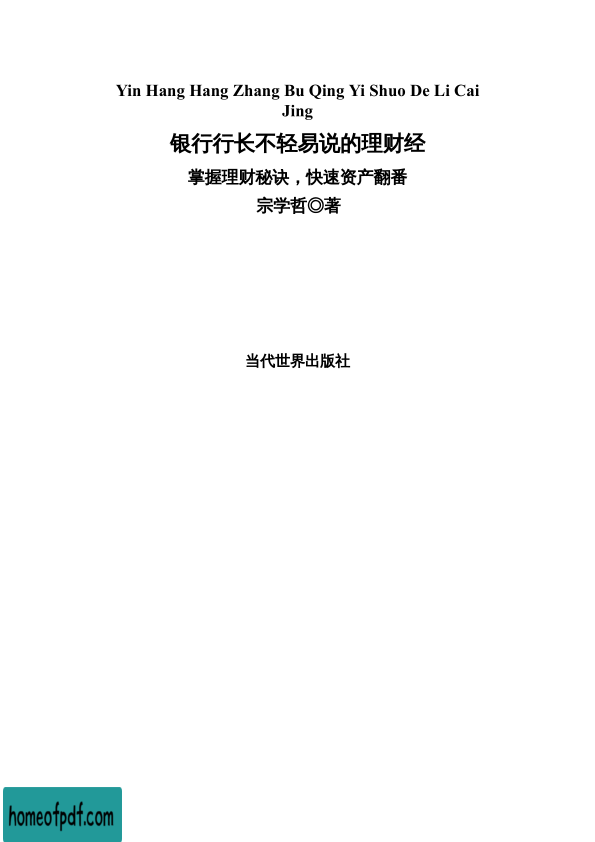 Yin Hang Hang Zhang Bu Qing Yi Shuo De Li Cai
Jing
银行行长不轻易说的理财经
掌握理财秘诀，快速资产翻番
宗学哲◎著
当代世界出版社
homeofpdf.com